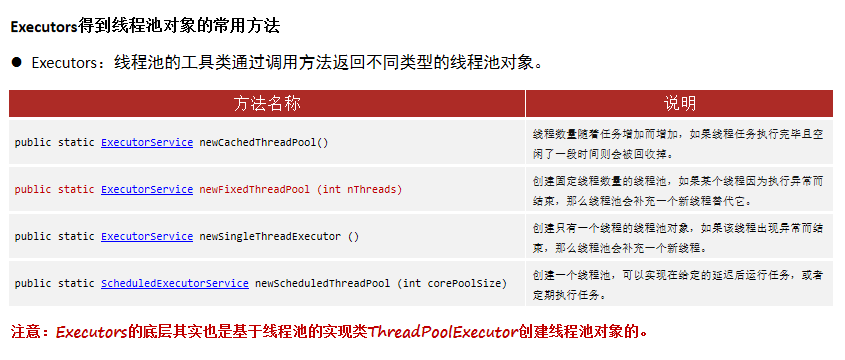 Executors得到线程池对象的常用方法
● Executors：线程池的工具类通过调用方法返回不同类型的线程池对象。
方法名称 说明
public static ExecutorService newCachedThreadPool() 线程数量随着任务增加而增加，如果线程任务执行完毕且空
闲了一段时间则会被回收掉。
public static ExecutorService newFixedThreadPool (int nThreads) 创建固定线程数量的线程池，如果某个线程因为执行异常而
结束，那么线程池会补充一个新线程替代它。
public static ExecutorService newSingleThreadExecutor () 创建只有一个线程的线程池对象，如果该线程出现异常而结
束，那么线程池会补充一个新线程。
public static ScheduledExecutorService newScheduledThreadPool (int corePoolSize) 创建一个线程池，可以实现在给定的延迟后运行任务，或者
定期执行任务。
注意：Executors的底层其实也是基于线程池的实现类ThreadPoolExecutor创建线程池对象的。